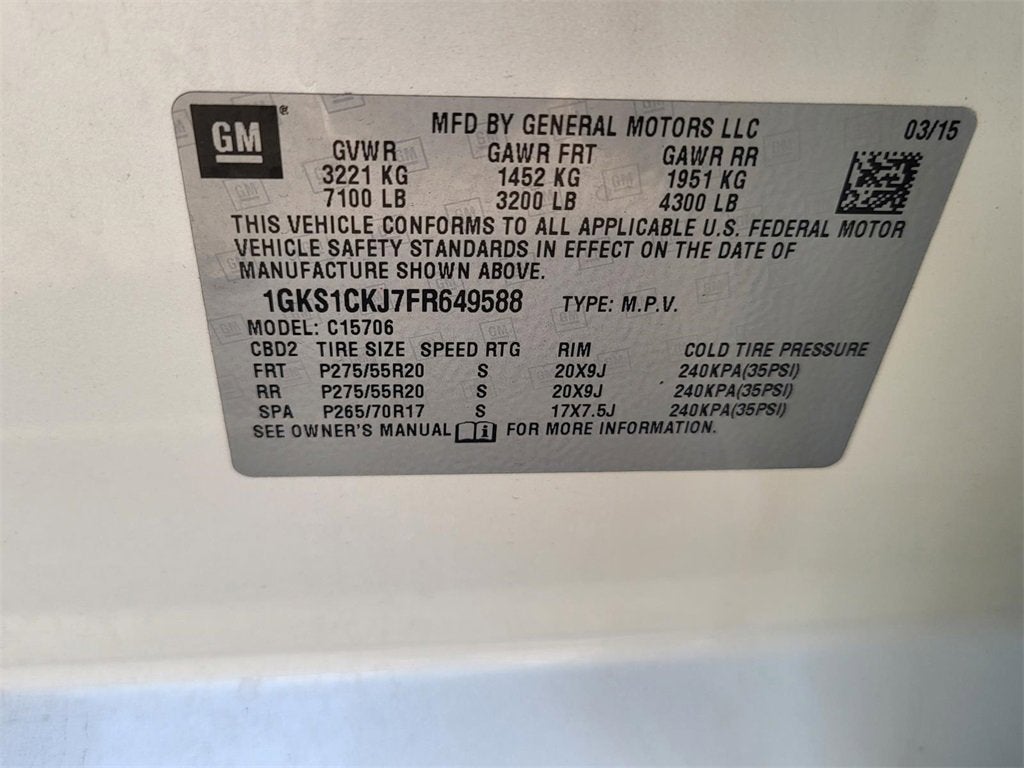 GM ®
MFD BY GENERAL MOTORS LLC 03/15
GVWR GAWR FRT GAWR RR
3221 KG 1452 KG 1951 KG
7100 LB 3200 LB 4300 LB
THIS VEHICLE CONFORMS TO ALL APPLICABLE U.S. FEDERAL MOTOR
VEHICLE SAFETY STANDARDS IN EFFECT ON THE DATE OF
MANUFACTURE SHOWN ABOVE.
1GKS1CKJ7FR649588 TYPE: M.P.V.
MODEL: C15706
CBD2 TIRE SIZE SPEED RTG RIM COLD TIRE PRESSURE
FRT P275/55R20 S 20X9J 240KPA(35PSI)
RR P275/55R20 S 20X9J 240KPA(35PSI)
SPA P265/70R17 S 17X7.5J 240KPA(35PSI)
SEE OWNER'S MANUAL i FOR MORE INFORMATION.